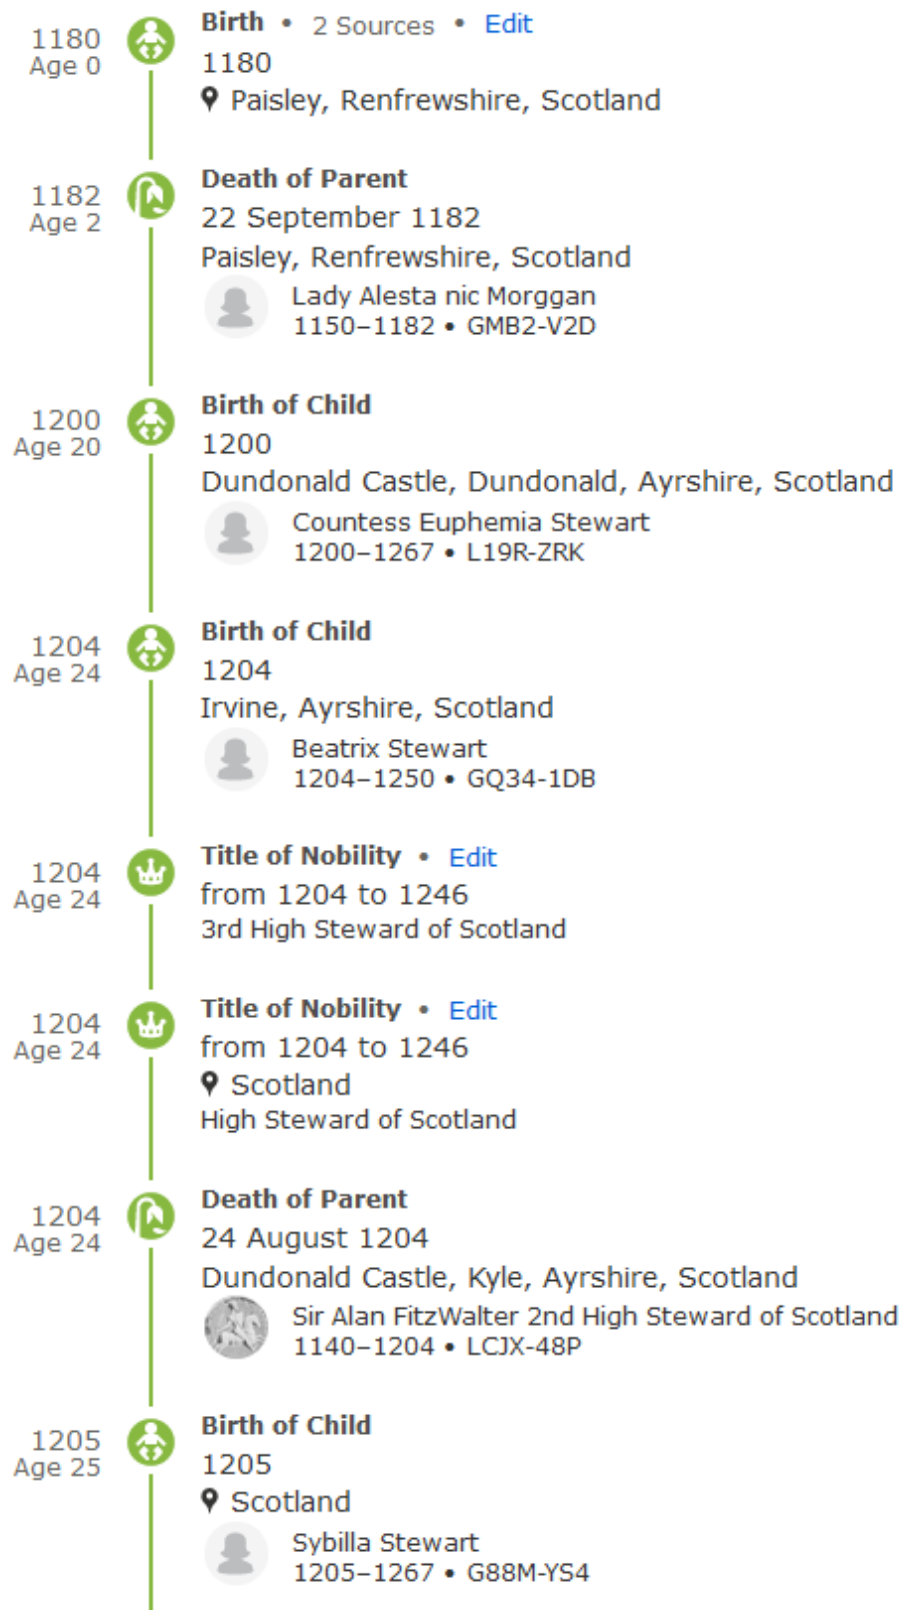 1180
Age 0
Birth • 2 Sources • Edit
1180
Paisley, Renfrewshire, Scotland
1182
Age 2
Death of Parent
22 September 1182
Paisley, Renfrewshire, Scotland
Lady Alesta nic Morggan
1150–1182 • GMB2-V2D
1200
Age 20
Birth of Child
1200
Dundonald Castle, Dundonald, Ayrshire, Scotland
Countess Euphemia Stewart
1200–1267 • L19R-ZRK
1204
Age 24
Birth of Child
1204
Irvine, Ayrshire, Scotland
Beatrix Stewart
1204–1250 • GQ34-1DB
1204
Age 24
Title of Nobility • Edit
from 1204 to 1246
3rd High Steward of Scotland
1204
Age 24
Title of Nobility • Edit
from 1204 to 1246
Scotland
High Steward of Scotland
1204
Age 24
Death of Parent
24 August 1204
Dundonald Castle, Kyle, Ayrshire, Scotland
Sir Alan FitzWalter 2nd High Steward of Scotland
1140–1204 • LCJX-48P
1205
Age 25
Birth of Child
1205
Scotland
Sybilla Stewart
1205–1267 • G88M-YS4